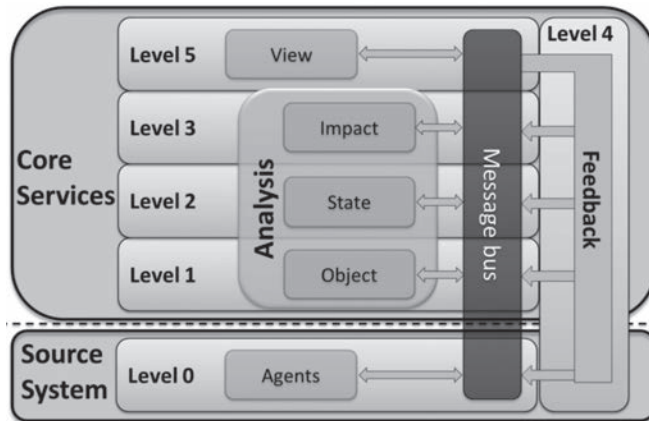 Level 4
Level 5
View
Level 3
Impact
Core
Services
Level 2
State
Analysis
Message bus
Feedback
Level 1
Object
Source
System
Level 0
Agents